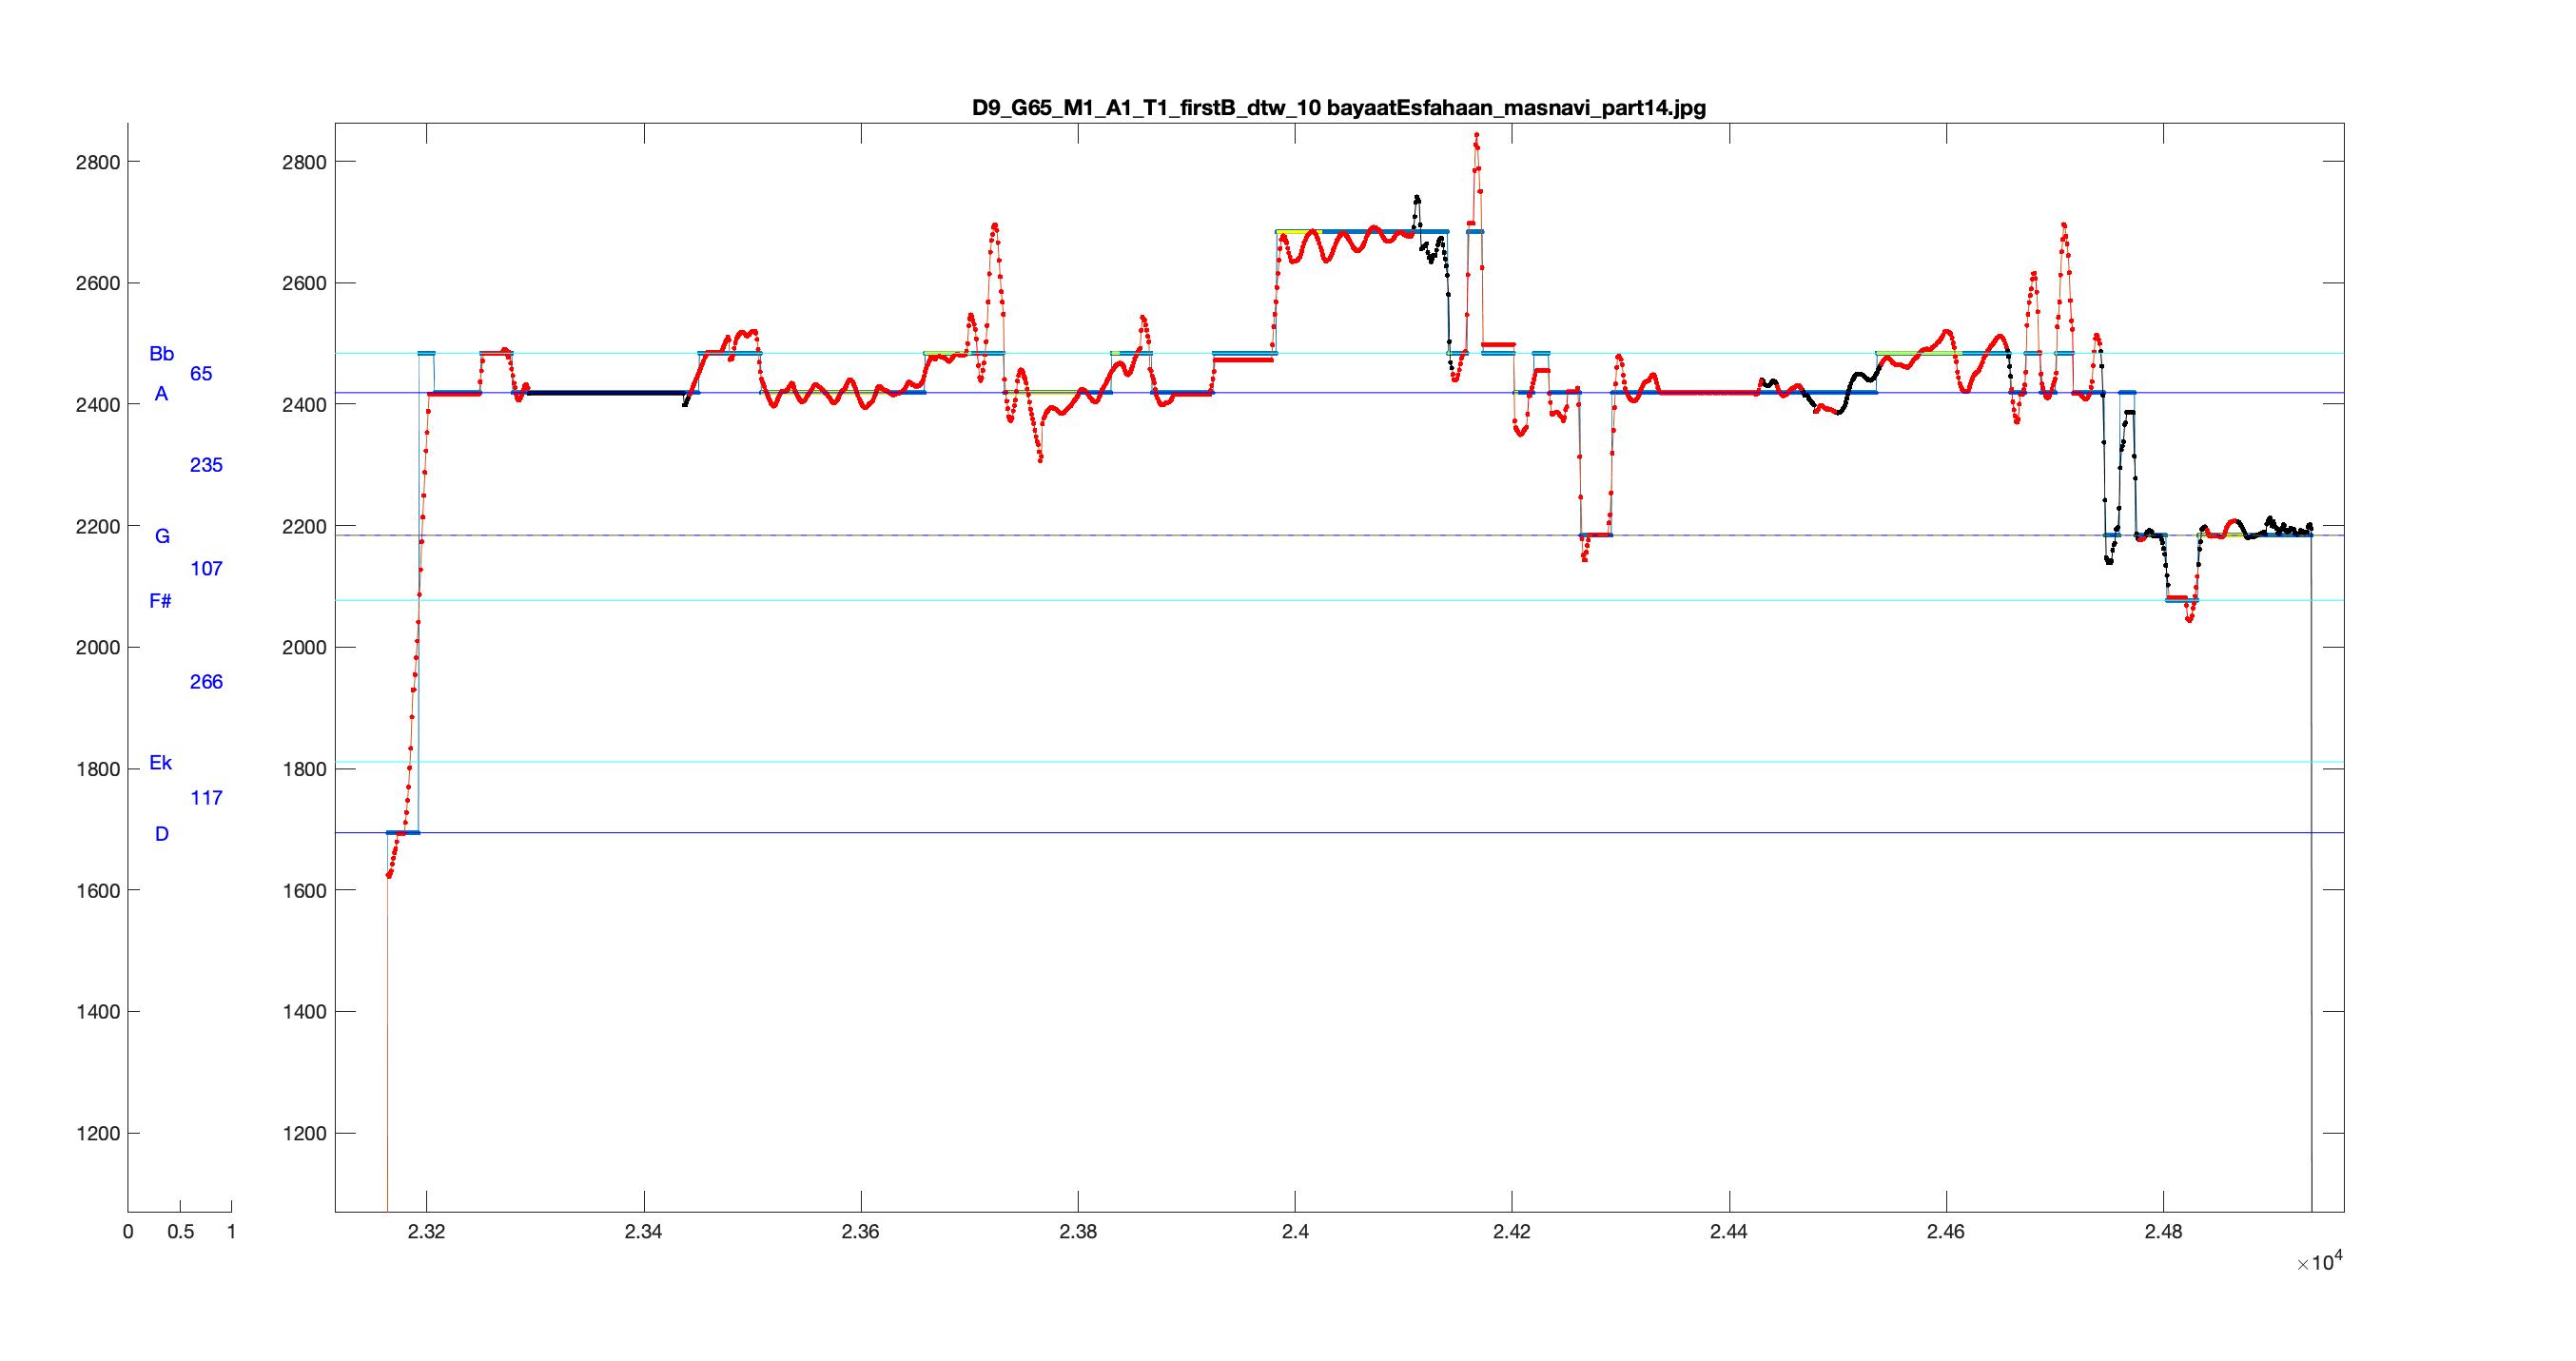 D9_G65_M1_A1_T1_firstB_dtw_10 bayaatEsfahaan_masnavi_part14.jpg
2800
2600
2400
2200
2000
1800
1600
1400
1200
0 0.5 1
Bb
65
A
235
G
107
F#
266
Ek
117
D
2800
2600
2400
2200
2000
1800
1600
1400
1200
2.32 2.34 2.36 2.38 2.4 2.42 2.44 2.46 2.48
×10⁴